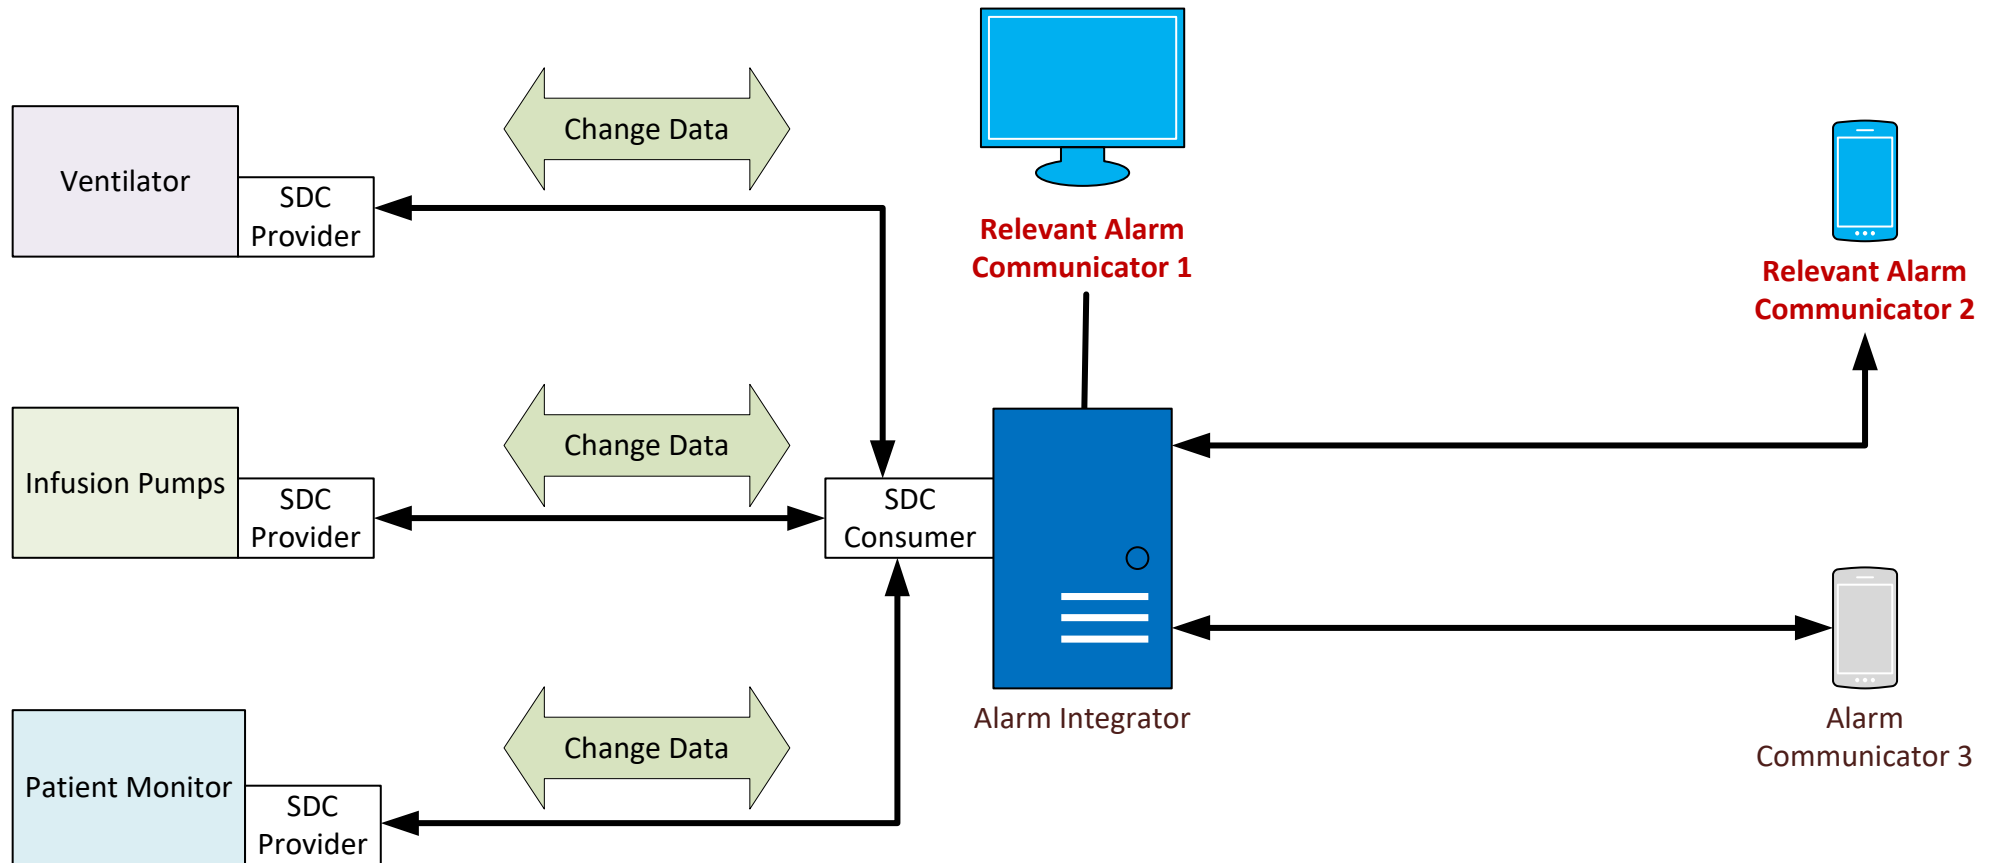 Change Data
Ventilator
SDC
Provider
Relevant Alarm
Communicator 1
Relevant Alarm
Communicator 2
Change Data
Infusion Pumps
SDC
Provider
SDC
Consumer
Alarm Integrator
Alarm
Communicator 3
Change Data
Patient Monitor
SDC
Provider